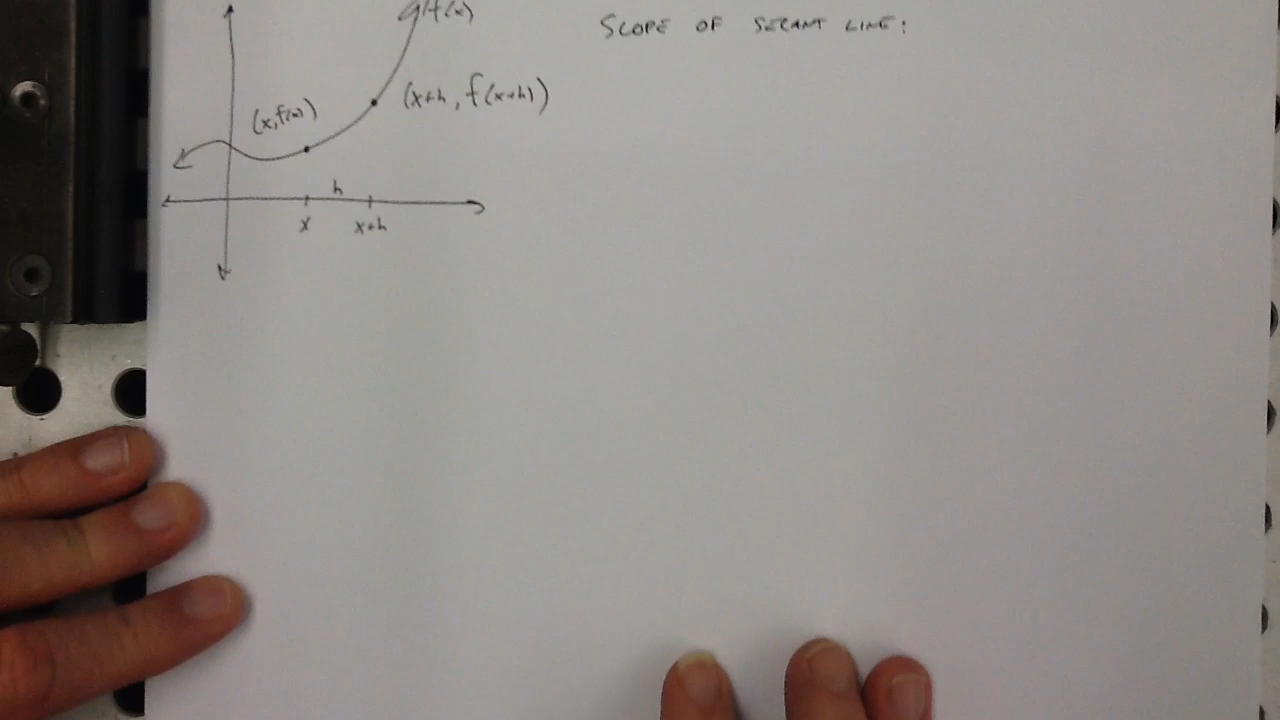 SLOPE OF SECANT LINE:
(x+h, f(x+h))
(x, f(x))
h
x x+h